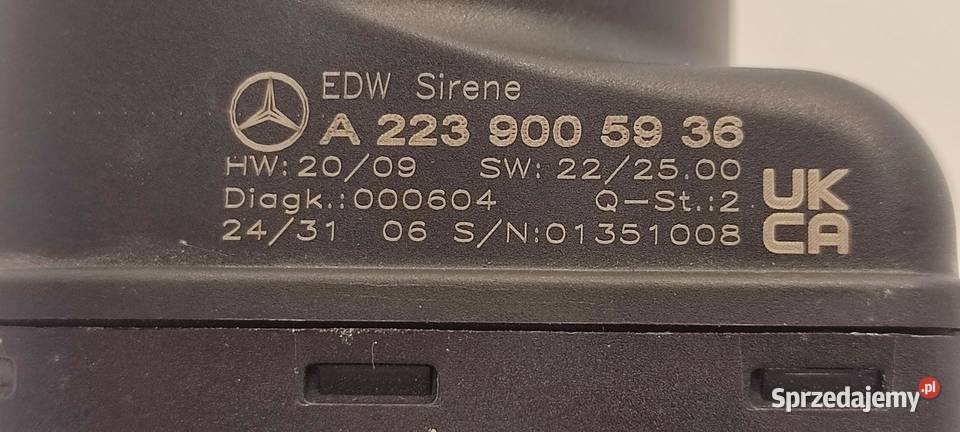 EDW Sirene
A 223 900 59 36
HW: 20/09 SW: 22/25.00
Diagk.: 000604 Q-St.:2
24/31 06 S/N:01351008
UK
CA
Sprzedajemy.pl